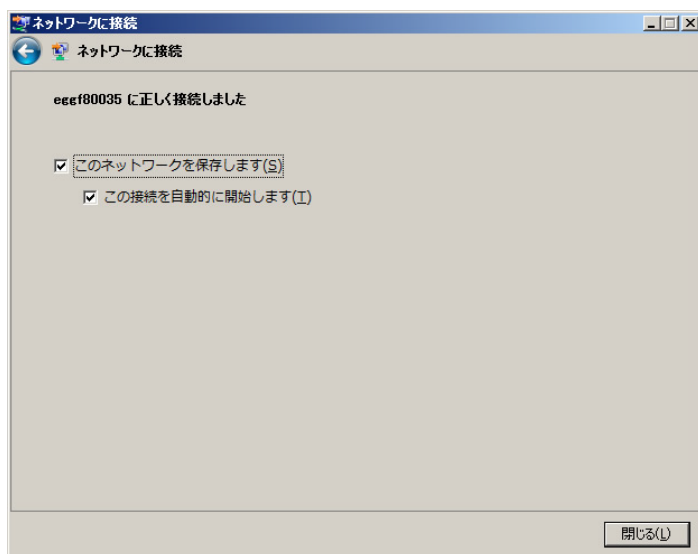 ネットワークに接続
ネットワークに接続
eggf80035 に正しく接続しました
このネットワークを保存します(S)
この接続を自動的に開始します(T)
閉じる(L)